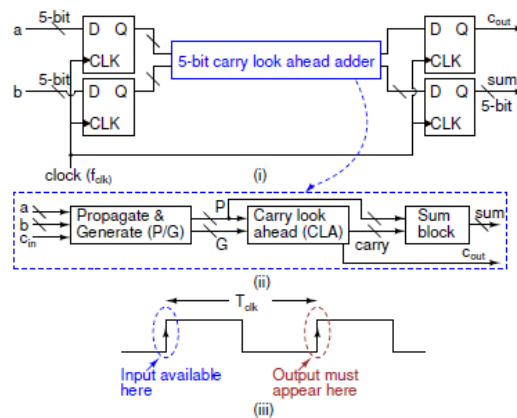 a 5-bit D Q CLK
5-bit carry look ahead adder
D Q CLK c_out
b 5-bit D Q CLK
D Q CLK sum
5-bit
clock (f_clk)
(i)
a
b
c_in
Propagate &
Generate (P/G)
P
G
Carry look
ahead (CLA)
carry
Sum
block
sum
c_out
(ii)
T_clk
Input available
here
Output must
appear here
(iii)